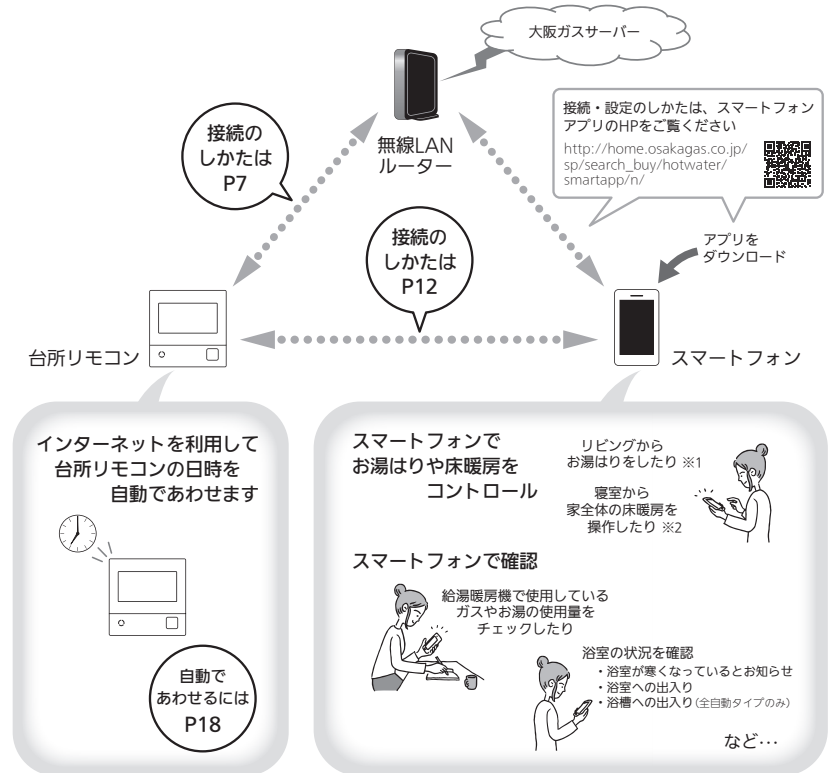 大阪ガスサーバー
無線LAN
ルーター
接続の
しかたは
P7
接続・設定のしかたは、スマートフォン
アプリのHPをご覧ください
http://home.osakagas.co.jp/
sp/search_buy/hotwater/
smartapp/n/
接続の
しかたは
P12
アプリを
ダウンロード
台所リモコン
スマートフォン
インターネットを利用して
台所リモコンの日時を
自動であわせます
自動で
あわせるには
P18
スマートフォンで
お湯はりや床暖房を
コントロール
リビングから
お湯はりをしたり ※1
寝室から
家全体の床暖房を
操作したり ※2
スマートフォンで確認
給湯暖房機で使用している
ガスやお湯の使用量を
チェックしたり
浴室の状況を確認
・浴室が寒くなっているとお知らせ
・浴室への出入り
・浴槽への出入り(全自動タイプのみ)
など…